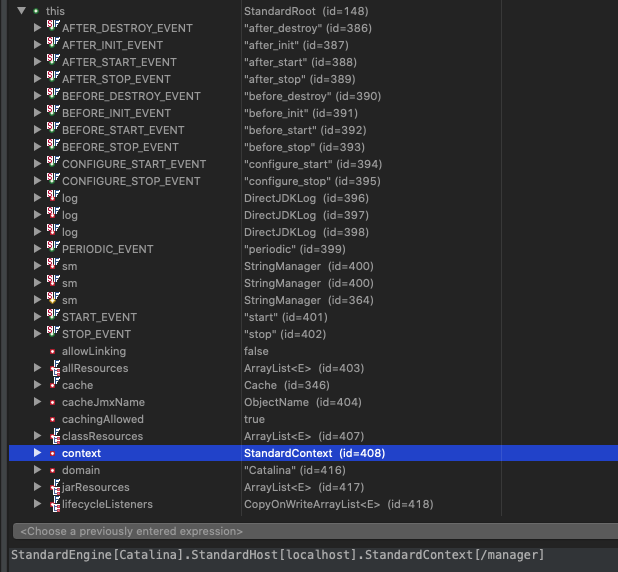 this StandardRoot (id=148)
AFTER_DESTROY_EVENT "after_destroy" (id=386)
AFTER_INIT_EVENT "after_init" (id=387)
AFTER_START_EVENT "after_start" (id=388)
AFTER_STOP_EVENT "after_stop" (id=389)
BEFORE_DESTROY_EVENT "before_destroy" (id=390)
BEFORE_INIT_EVENT "before_init" (id=391)
BEFORE_START_EVENT "before_start" (id=392)
BEFORE_STOP_EVENT "before_stop" (id=393)
CONFIGURE_START_EVENT "configure_start" (id=394)
CONFIGURE_STOP_EVENT "configure_stop" (id=395)
log DirectJDKLog (id=396)
log DirectJDKLog (id=397)
log DirectJDKLog (id=398)
PERIODIC_EVENT "periodic" (id=399)
sm StringManager (id=400)
sm StringManager (id=400)
sm StringManager (id=364)
START_EVENT "start" (id=401)
STOP_EVENT "stop" (id=402)
allowLinking false
allResources ArrayList<E> (id=403)
cache Cache (id=346)
cacheJmxName ObjectName (id=404)
cachingAllowed true
classResources ArrayList<E> (id=407)
context StandardContext (id=408)
domain "Catalina" (id=416)
jarResources ArrayList<E> (id=417)
lifecycleListeners CopyOnWriteArrayList<E> (id=418)
<Choose a previously entered expression>
StandardEngine[Catalina].StandardHost[localhost].StandardContext[/manager]